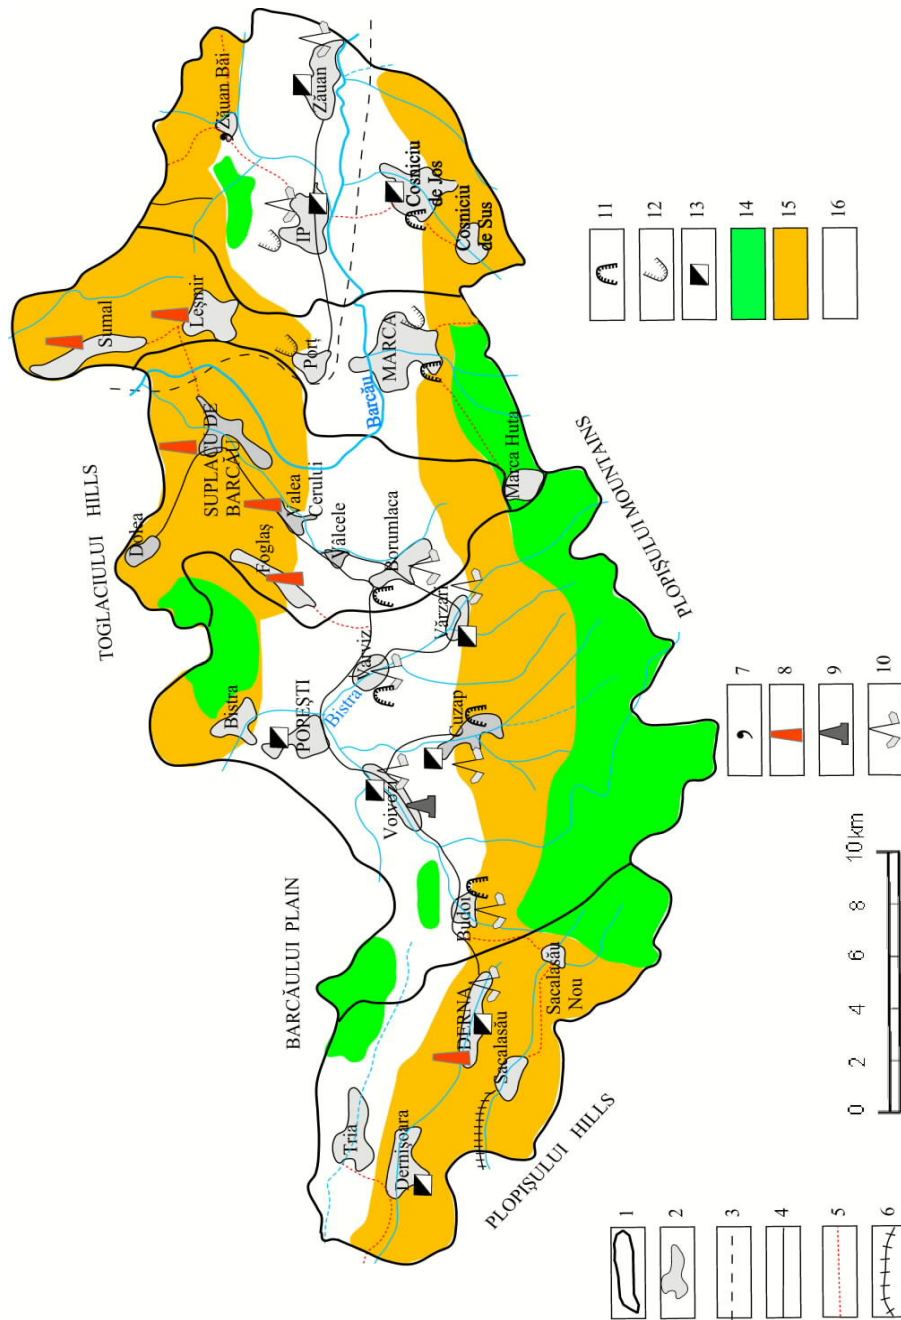 TOGLACIULUI HILLS
BARCĂULUI PLAIN
PLOPIȘULUI MOUNTAINS
PLOPIȘULUI HILLS
Zăuan Băi
Zăuan
IP
Cosniciu
de Jos
Cosniciu
de Sus
Sumal
Leșmir
Porț
MARCA
Barcău
Marca Huta
SUPLACU DE
BARCĂU
Dolea
Valea
Cerului
Foglaș
Vâlcele
Borumlaca
Vărzari
Varviz
Bistra
Bistra
POPEȘTI
Cuzap
Voivozi
Budoi
DERNA
Sacalasău
Nou
Sacalasău
Tria
Dernișoara
0 2 4 6 8 10km
1
2
3
4
5
6
7
8
9
10
11
12
13
14
15
16